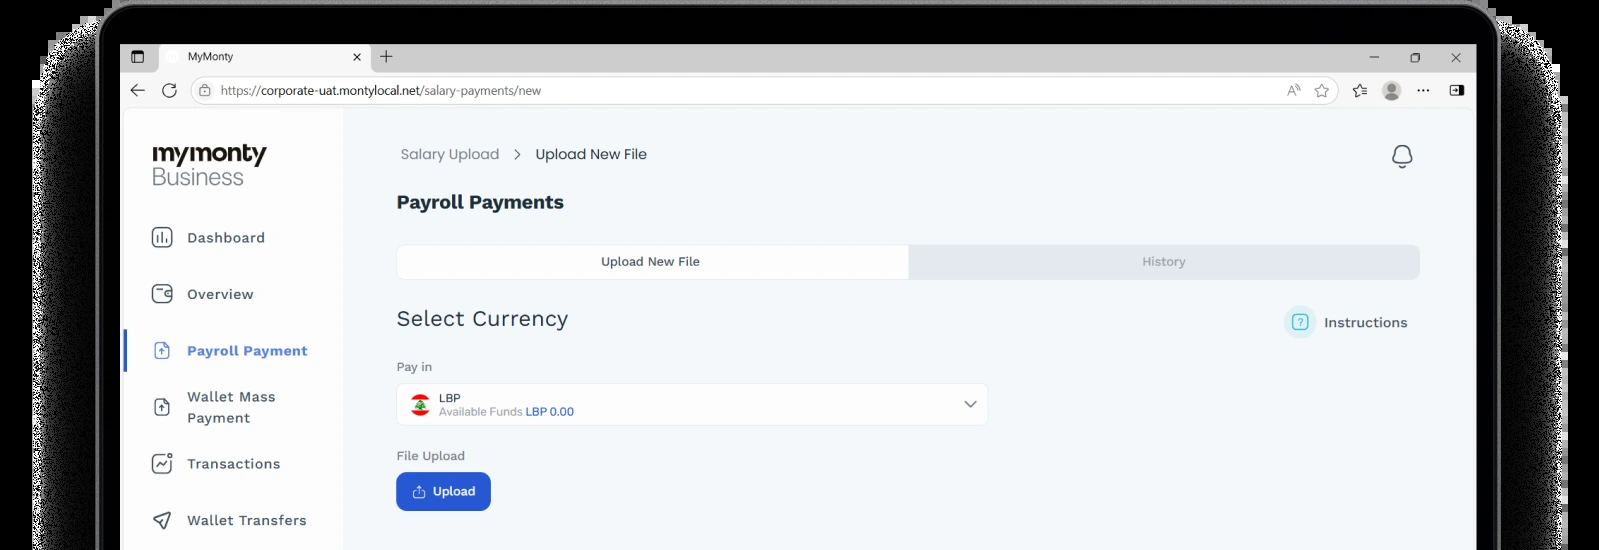 MyMonty
https://corporate-uat.montylocal.net/salary-payments/new
mymonty
Business
Salary Upload > Upload New File
Payroll Payments
Dashboard
Upload New File
History
Overview
Select Currency
Instructions
Payroll Payment
Pay in
LBP
Available Funds LBP 0.00
Wallet Mass
Payment
File Upload
Transactions
Upload
Wallet Transfers